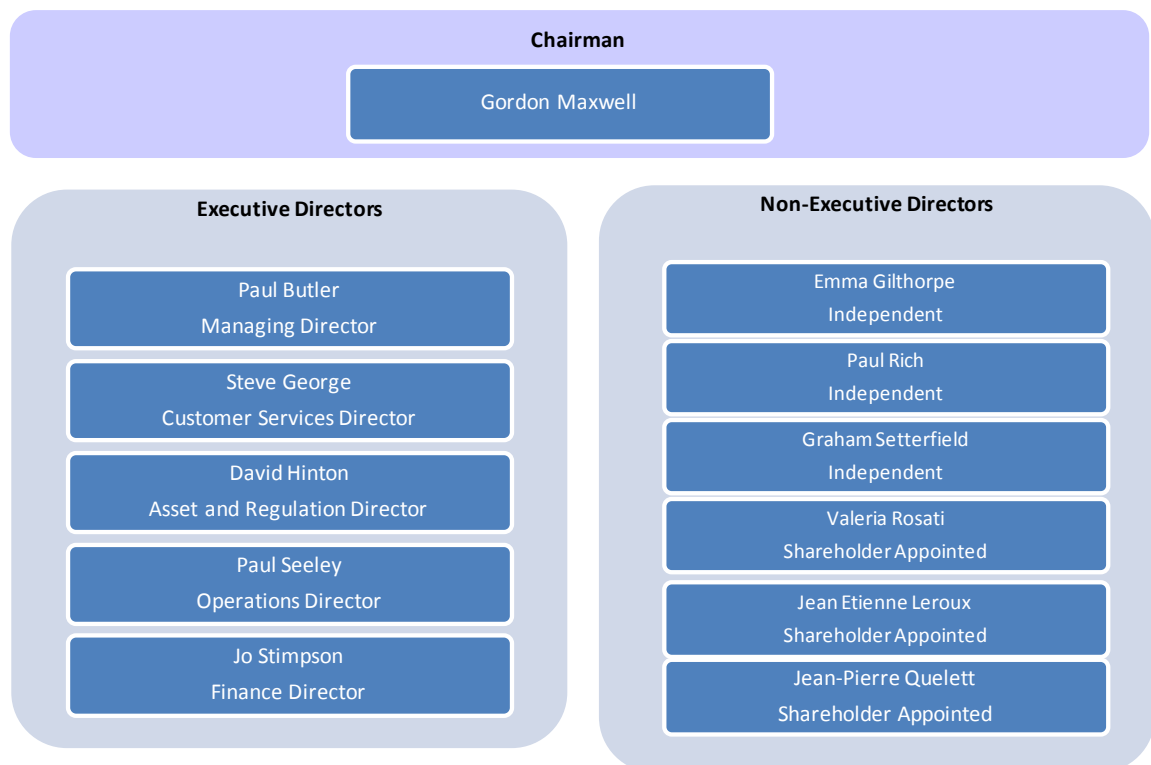 Chairman
Gordon Maxwell
Executive Directors
Paul Butler
Managing Director
Steve George
Customer Services Director
David Hinton
Asset and Regulation Director
Paul Seeley
Operations Director
Jo Stimpson
Finance Director
Non-Executive Directors
Emma Gilthorpe
Independent
Paul Rich
Independent
Graham Setterfield
Independent
Valeria Rosati
Shareholder Appointed
Jean Etienne Leroux
Shareholder Appointed
Jean-Pierre Quelett
Shareholder Appointed